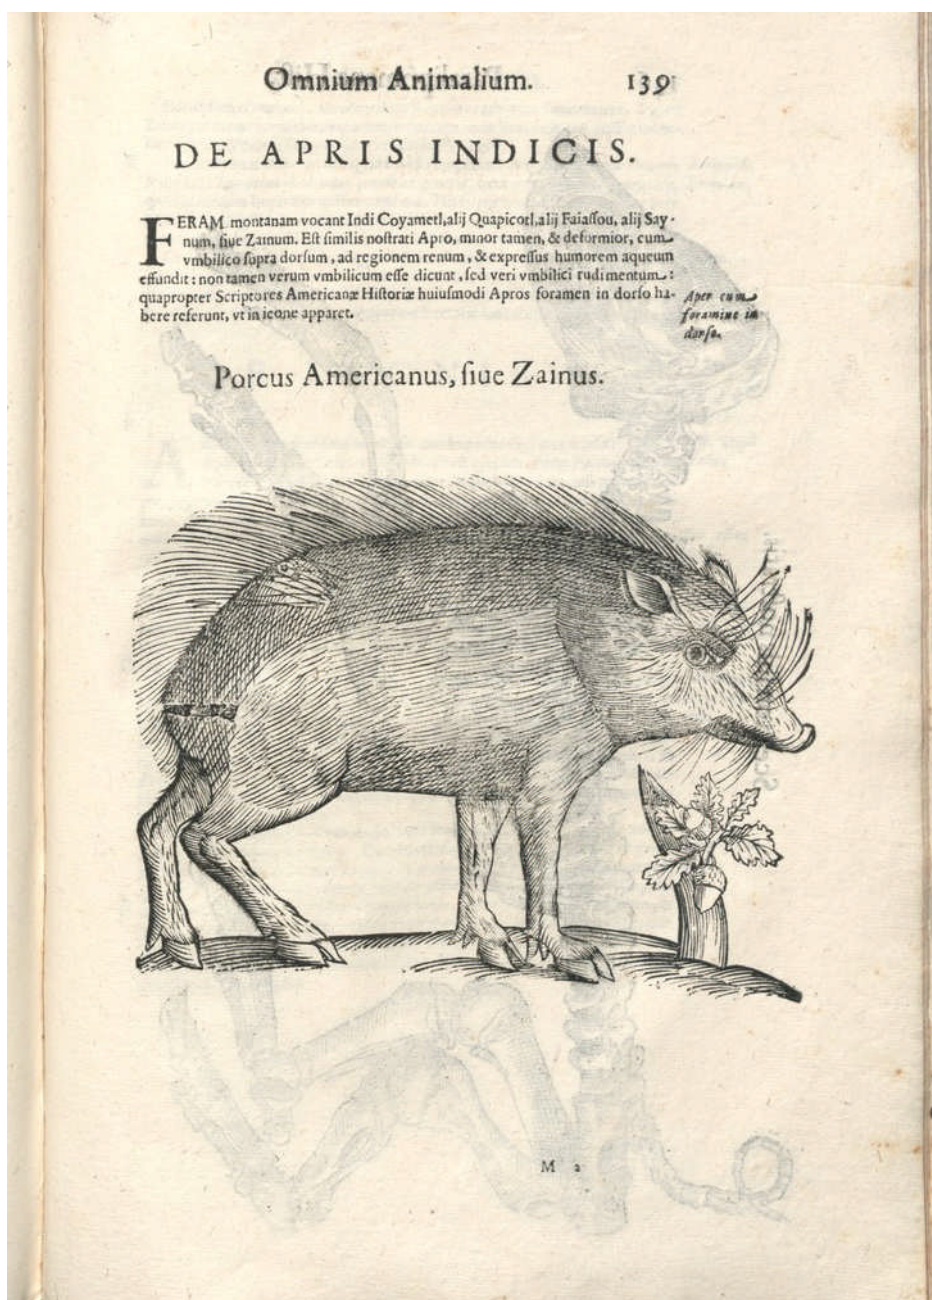 Omnium Animalium. 139
DE APRIS INDICIS.
FERAM montanam vocant Indi Coyametl, alij Quapicotl, alij Faiaſſou, alij Say-
num, ſiue Zainum. Eſt ſimilis noſtrati Apro, minor tamen, & deformior, cum
vmbilico ſupra dorſum, ad regionem renum, & expreſſus humorem aqueum
effundit: non tamen verum vmbilicum eſſe dicunt, ſed veri vmbilici rudimentum:
quapropter Scriptores Americanæ Hiſtoriæ huiuſmodi Apros foramen in dorſo ha-
bere referunt, vt in icone apparet.
Aper cum
foramine in
dorſo.
Porcus Americanus, ſiue Zainus.
M 2